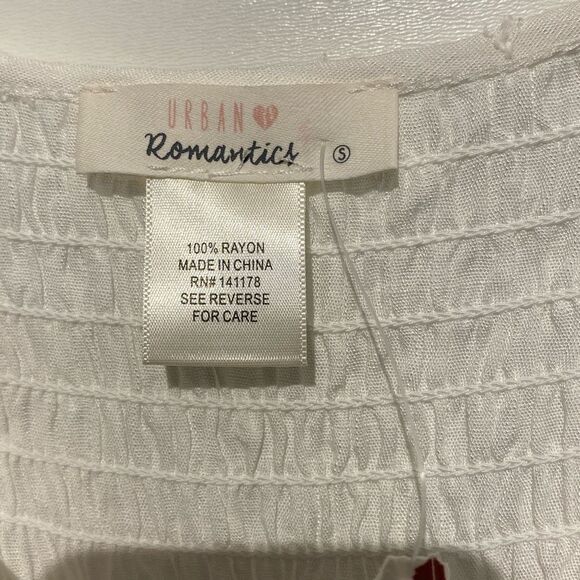 URBAN
Romantics S
100% RAYON
MADE IN CHINA
RN# 141178
SEE REVERSE
FOR CARE